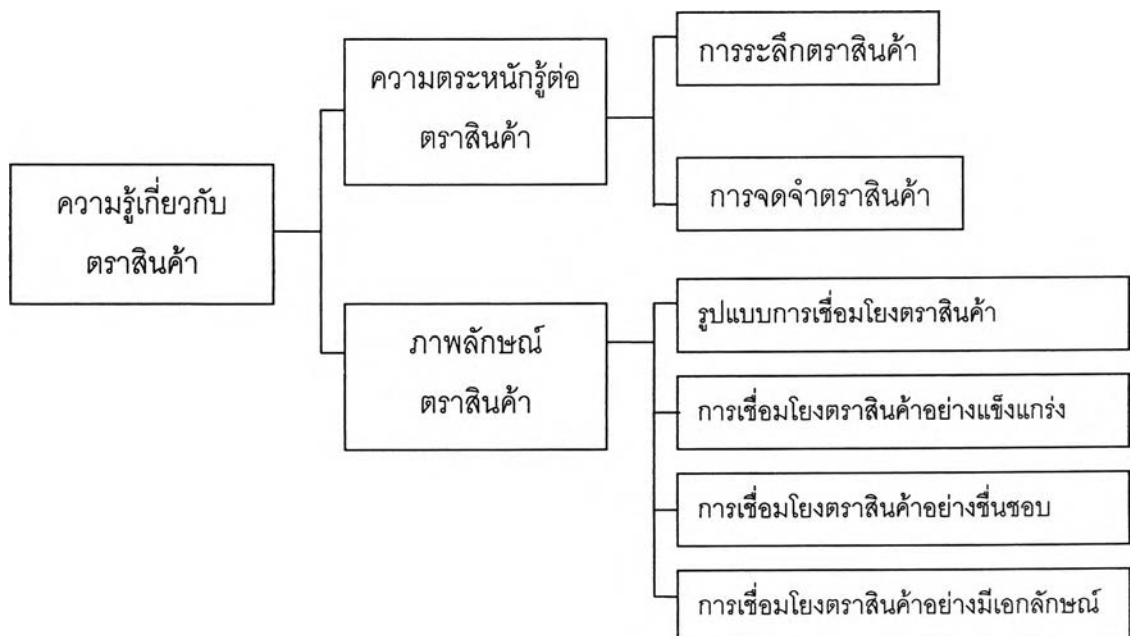 การระลึกตราสินค้า
ความตระหนักรู้ต่อ
ตราสินค้า
การจดจำตราสินค้า
ความรู้เกี่ยวกับ
ตราสินค้า
รูปแบบการเชื่อมโยงตราสินค้า
ภาพลักษณ์
ตราสินค้า
การเชื่อมโยงตราสินค้าอย่างแข็งแกร่ง
การเชื่อมโยงตราสินค้าอย่างชื่นชอบ
การเชื่อมโยงตราสินค้าอย่างมีเอกลักษณ์